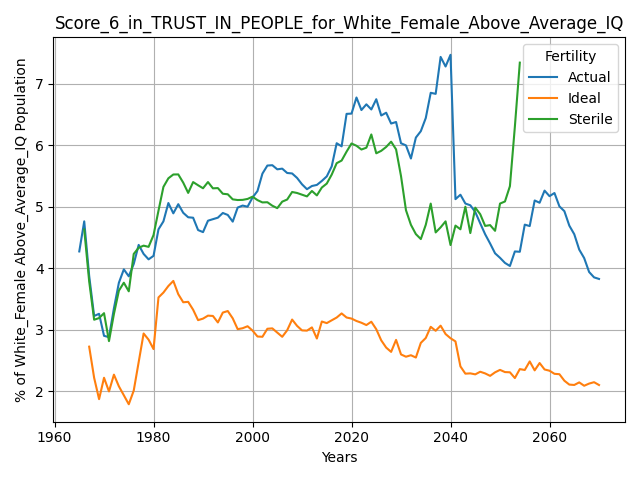 Score_6_in_TRUST_IN_PEOPLE_for_White_Female_Above_Average_IQ
% of White_Female Above_Average_IQ Population
7
6
5
4
3
2
Fertility
Actual
Ideal
Sterile
1960
1980
2000
2020
2040
2060
Years